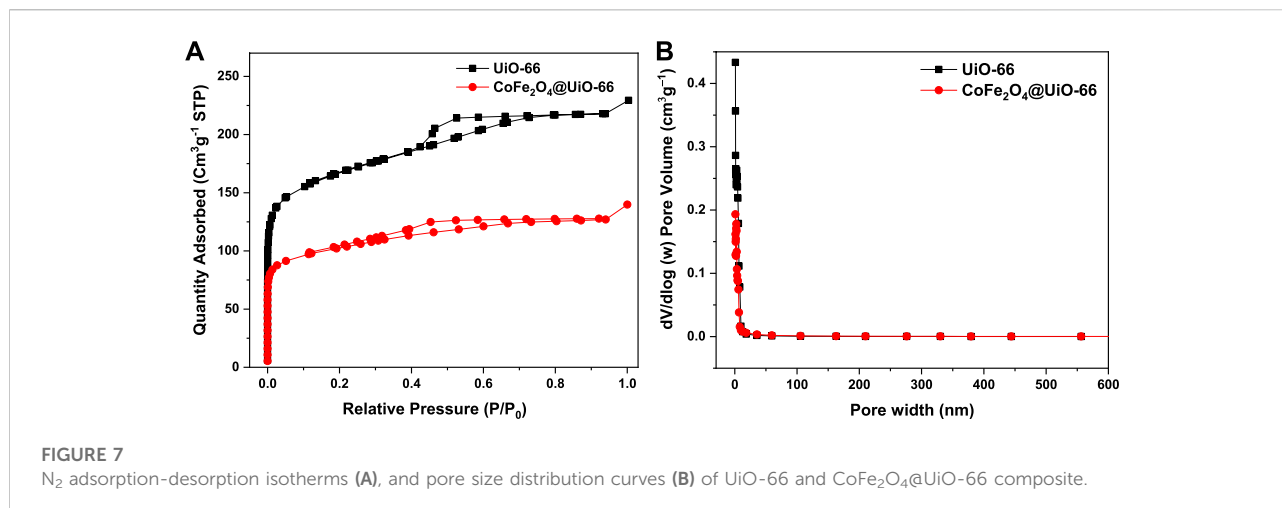 A
UiO-66
CoFe₂O₄@UiO-66
Quantity Adsorbed (Cm³g⁻¹ STP)
250
225
200
150
100
50
0
0.0 0.2 0.4 0.6 0.8 1.0
Relative Pressure (P/P₀)
B
UiO-66
CoFe₂O₄@UiO-66
dV/dlog (w) Pore Volume (cm³g⁻¹)
0.4
0.3
0.2
0.1
0.0
0 100 200 300 400 500 600
Pore width (nm)
FIGURE 7
N₂ adsorption-desorption isotherms (A), and pore size distribution curves (B) of UiO-66 and CoFe₂O₄@UiO-66 composite.